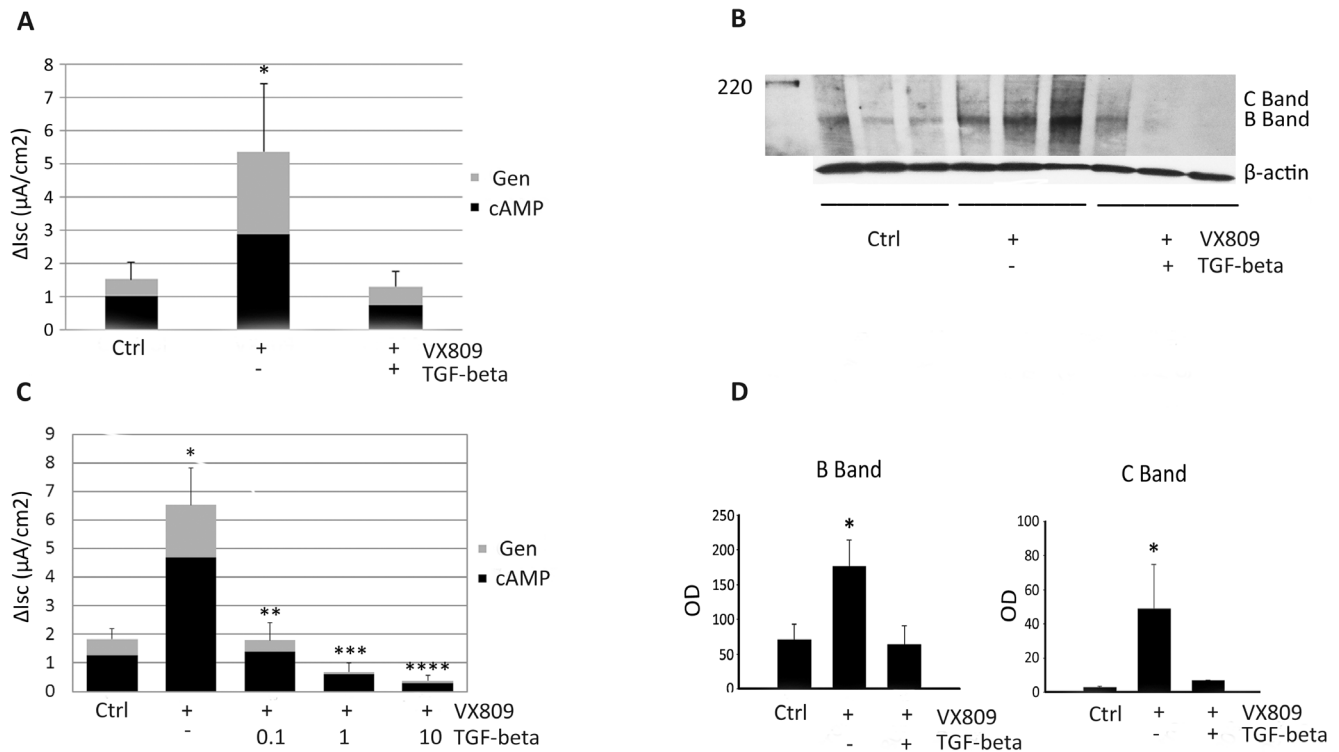 A
8
7
6
5
4
3
2
1
0
ΔIsc (µA/cm2)
*
Gen
cAMP
Ctrl + + VX809
- + TGF-beta
B
220
C Band
B Band
β-actin
Ctrl + + VX809
- + TGF-beta
C
9
8
7
6
5
4
3
2
1
0
ΔIsc (µA/cm2)
*
**
***
****
Gen
cAMP
Ctrl + + + + VX809
- 0.1 1 10 TGF-beta
D
B Band
250
200
150
100
50
0
OD
*
Ctrl + + VX809
- + TGF-beta
C Band
100
80
60
40
20
0
OD
*
Ctrl + + VX809
- + TGF-beta